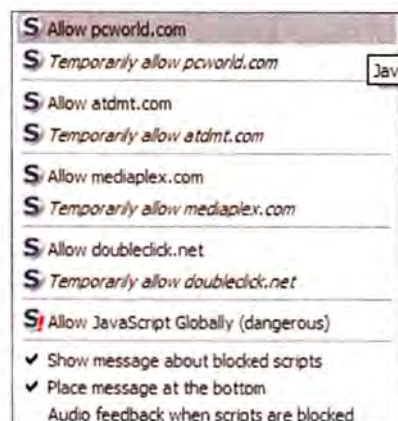 Allow pcworld.com
Temporarily allow pcworld.com
Jav
Allow atdmt.com
Temporarily allow atdmt.com
Allow mediaplex.com
Temporarily allow mediaplex.com
Allow doubleclick.net
Temporarily allow doubleclick.net
Allow JavaScript Globally (dangerous)
Show message about blocked scripts
Place message at the bottom
Audio feedback when scripts are blocked